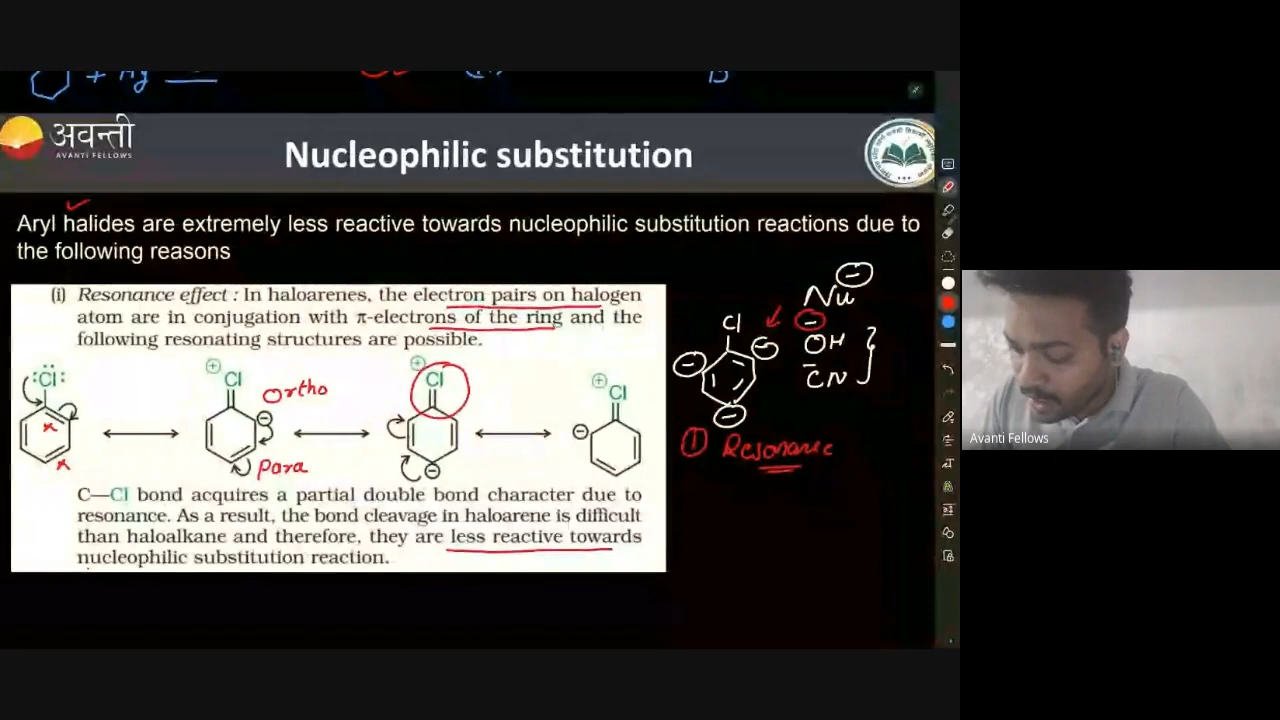 + Hg
अवन्ती
AVANTI FELLOWS
Nucleophilic substitution
Aryl halides are extremely less reactive towards nucleophilic substitution reactions due to
the following reasons
(i) Resonance effect : In haloarenes, the electron pairs on halogen
atom are in conjugation with π-electrons of the ring and the
following resonating structures are possible.
:Cl: ⊕ Cl ⊖ Ortho Para ⊕ Cl ⊖ ⊕ Cl ⊖
C—Cl bond acquires a partial double bond character due to
resonance. As a result, the bond cleavage in haloarene is difficult
than haloalkane and therefore, they are less reactive towards
nucleophilic substitution reaction.
Nu ⊖
Cl ⊖ ⊖ ⊖
⊖
OH
CN
① Resonance
Avanti Fellows